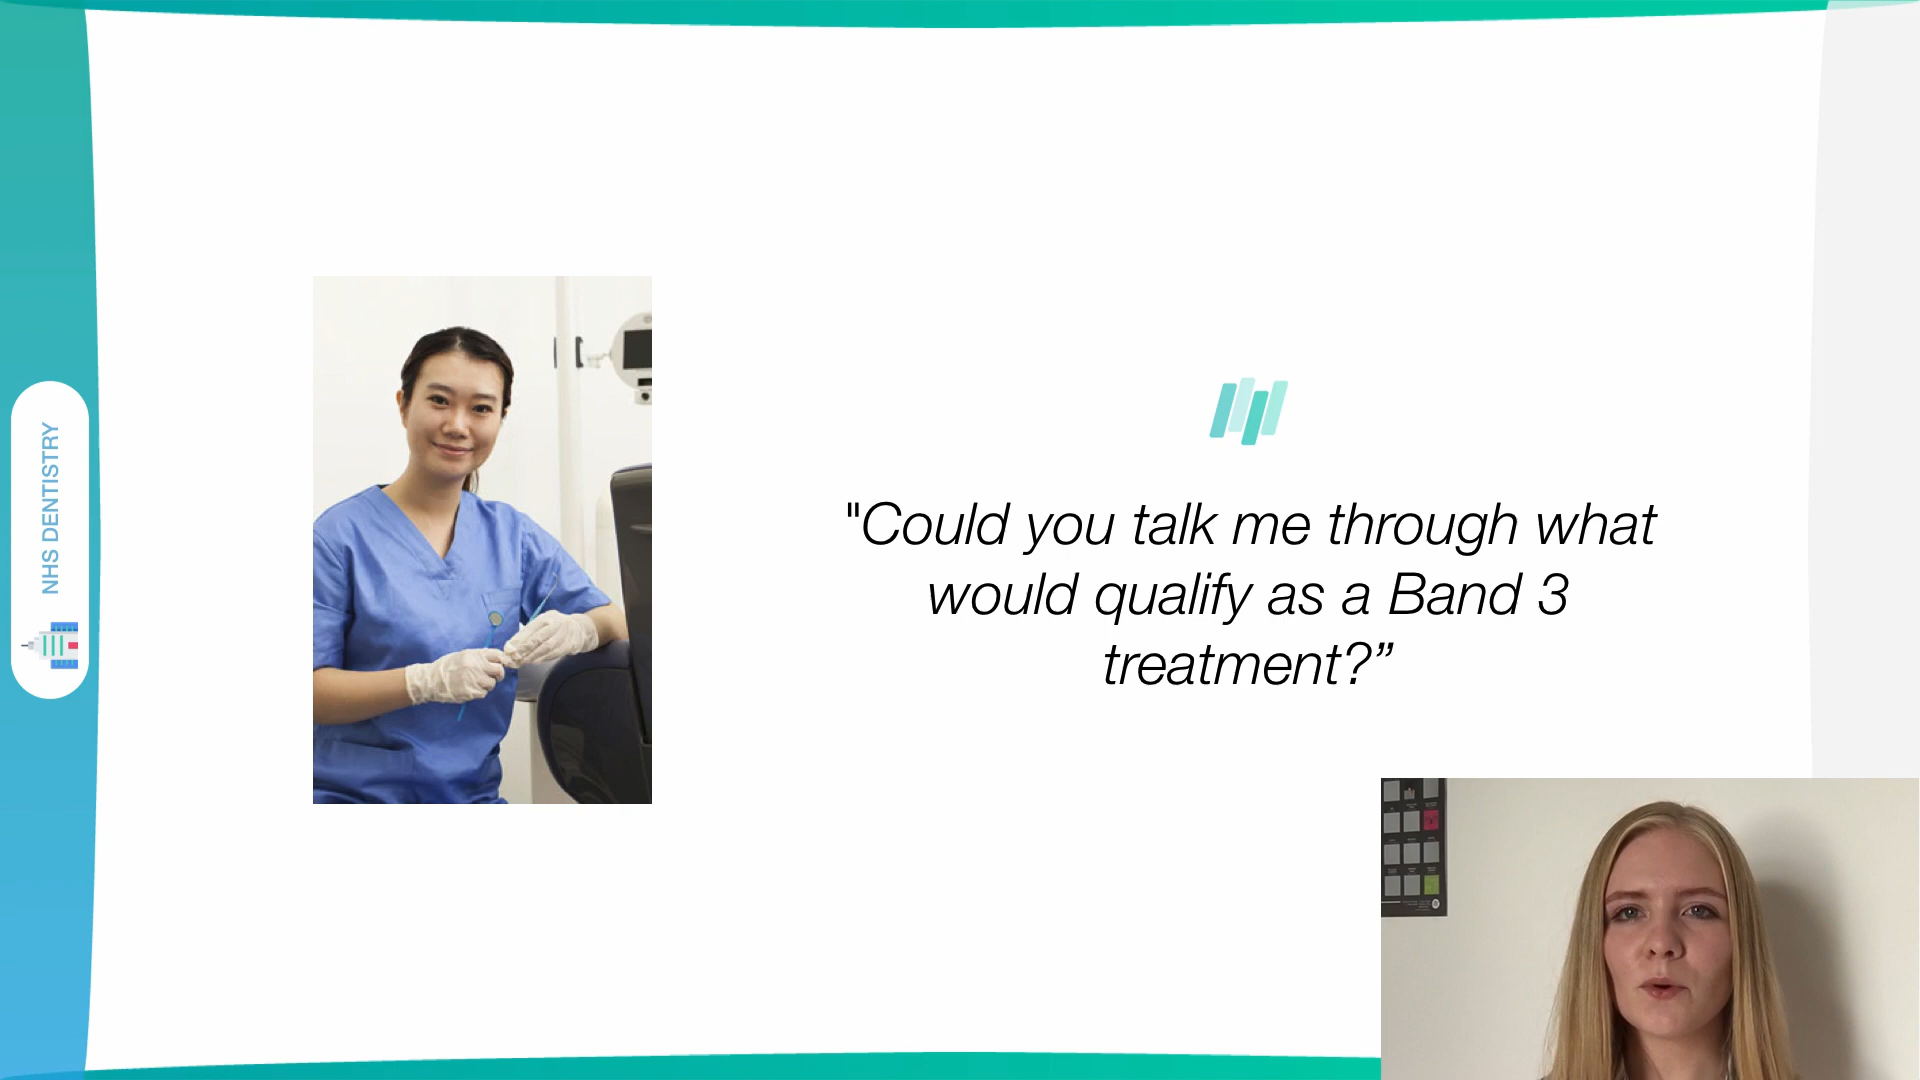 NHS DENTISTRY
"Could you talk me through what
would qualify as a Band 3
treatment?”